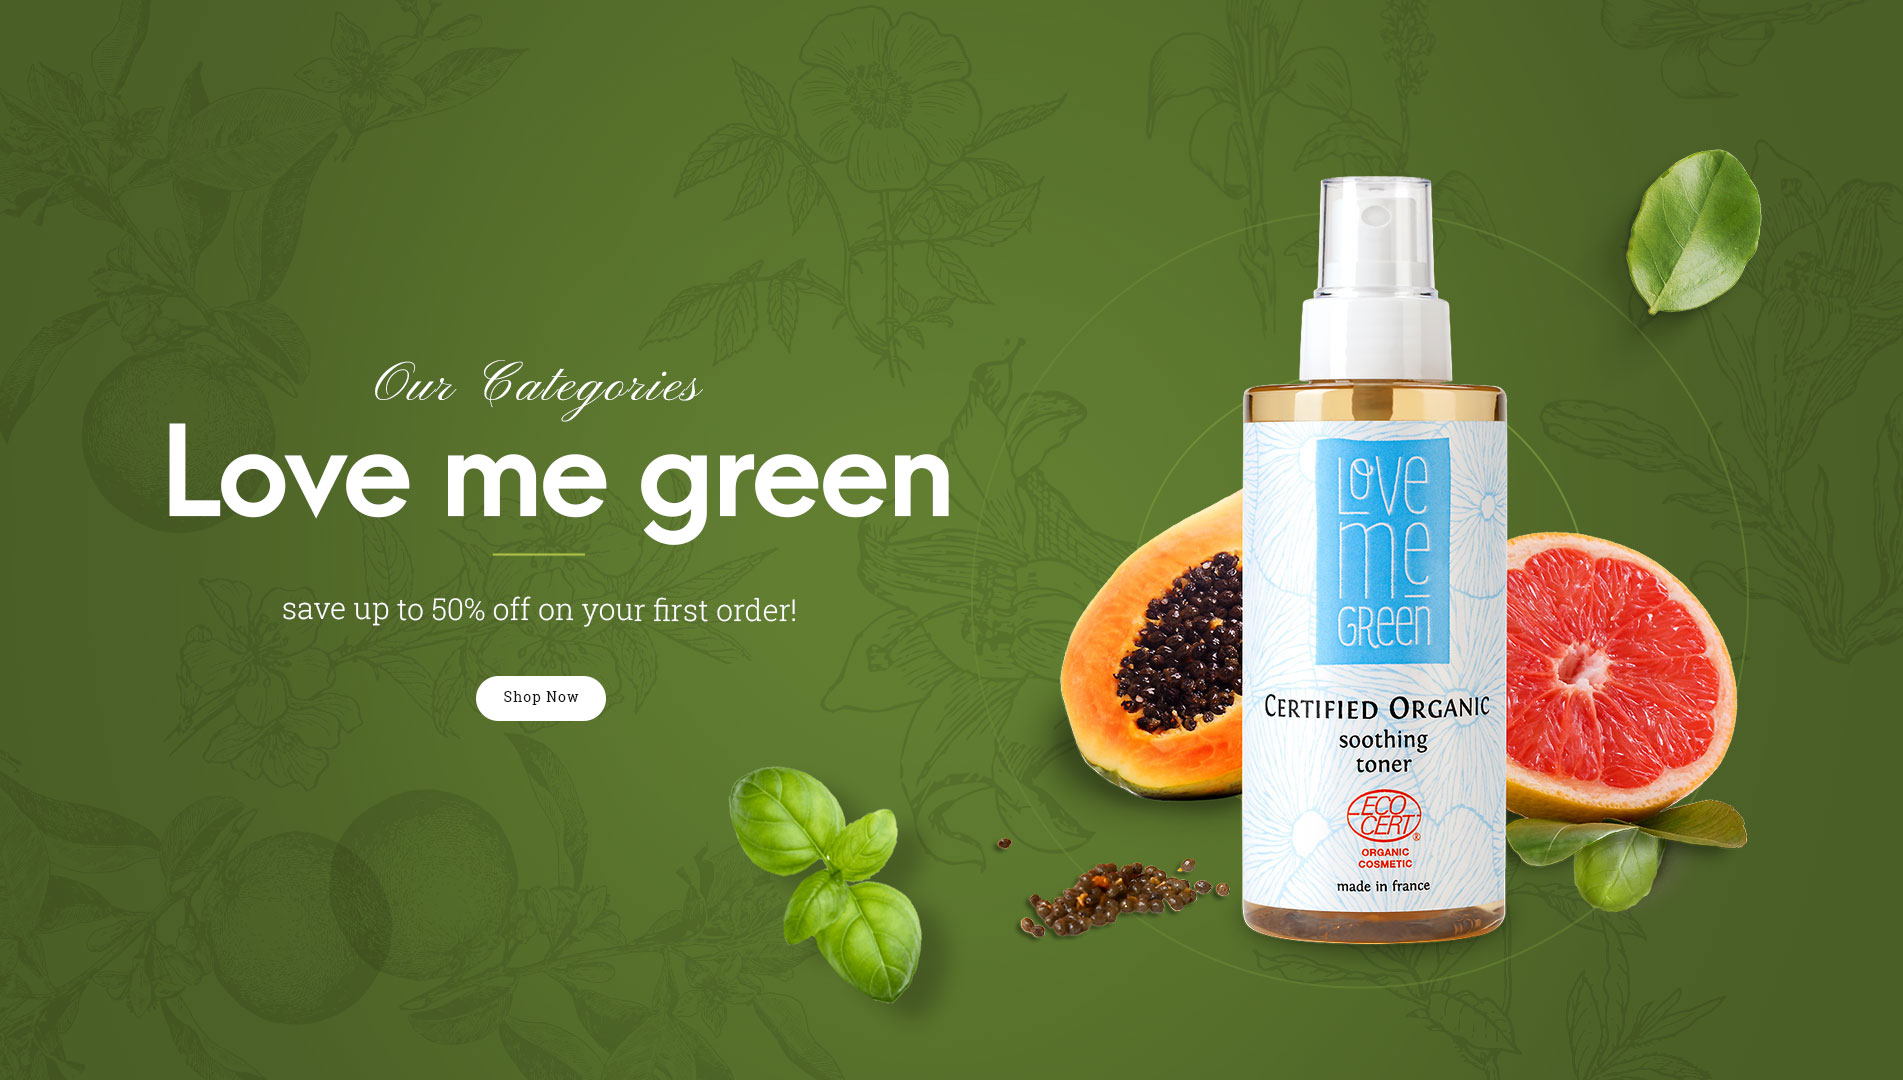 Our Categories
Love me green
save up to 50% off on your first order!
Shop Now
LOVE
Me
GReen
CERTIFIED ORGANIC
soothing
toner
ECO
CERT®
ORGANIC
COSMETIC
made in france